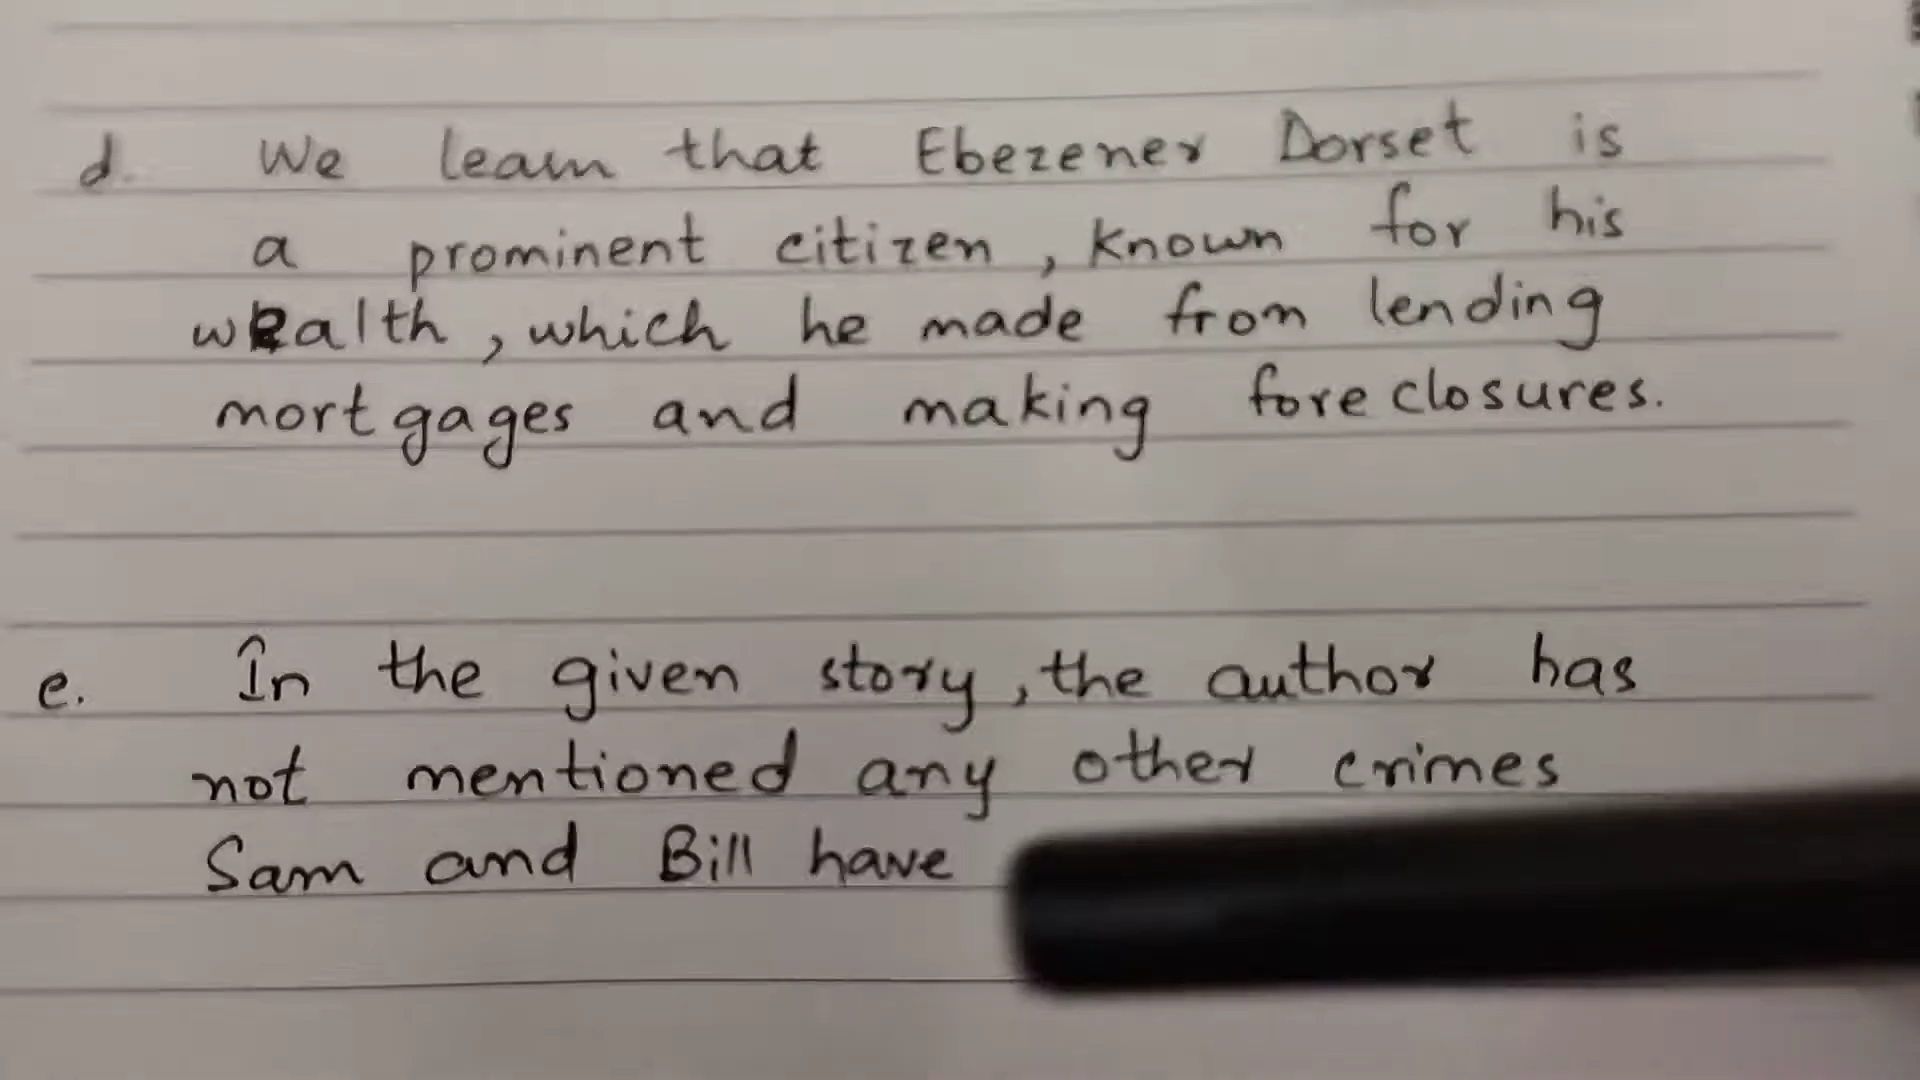 d. We learn that Ebezener Dorset is
a prominent citizen, known for his
wealth, which he made from lending
mortgages and making foreclosures.
e. In the given story, the author has
not mentioned any other crimes
Sam and Bill have